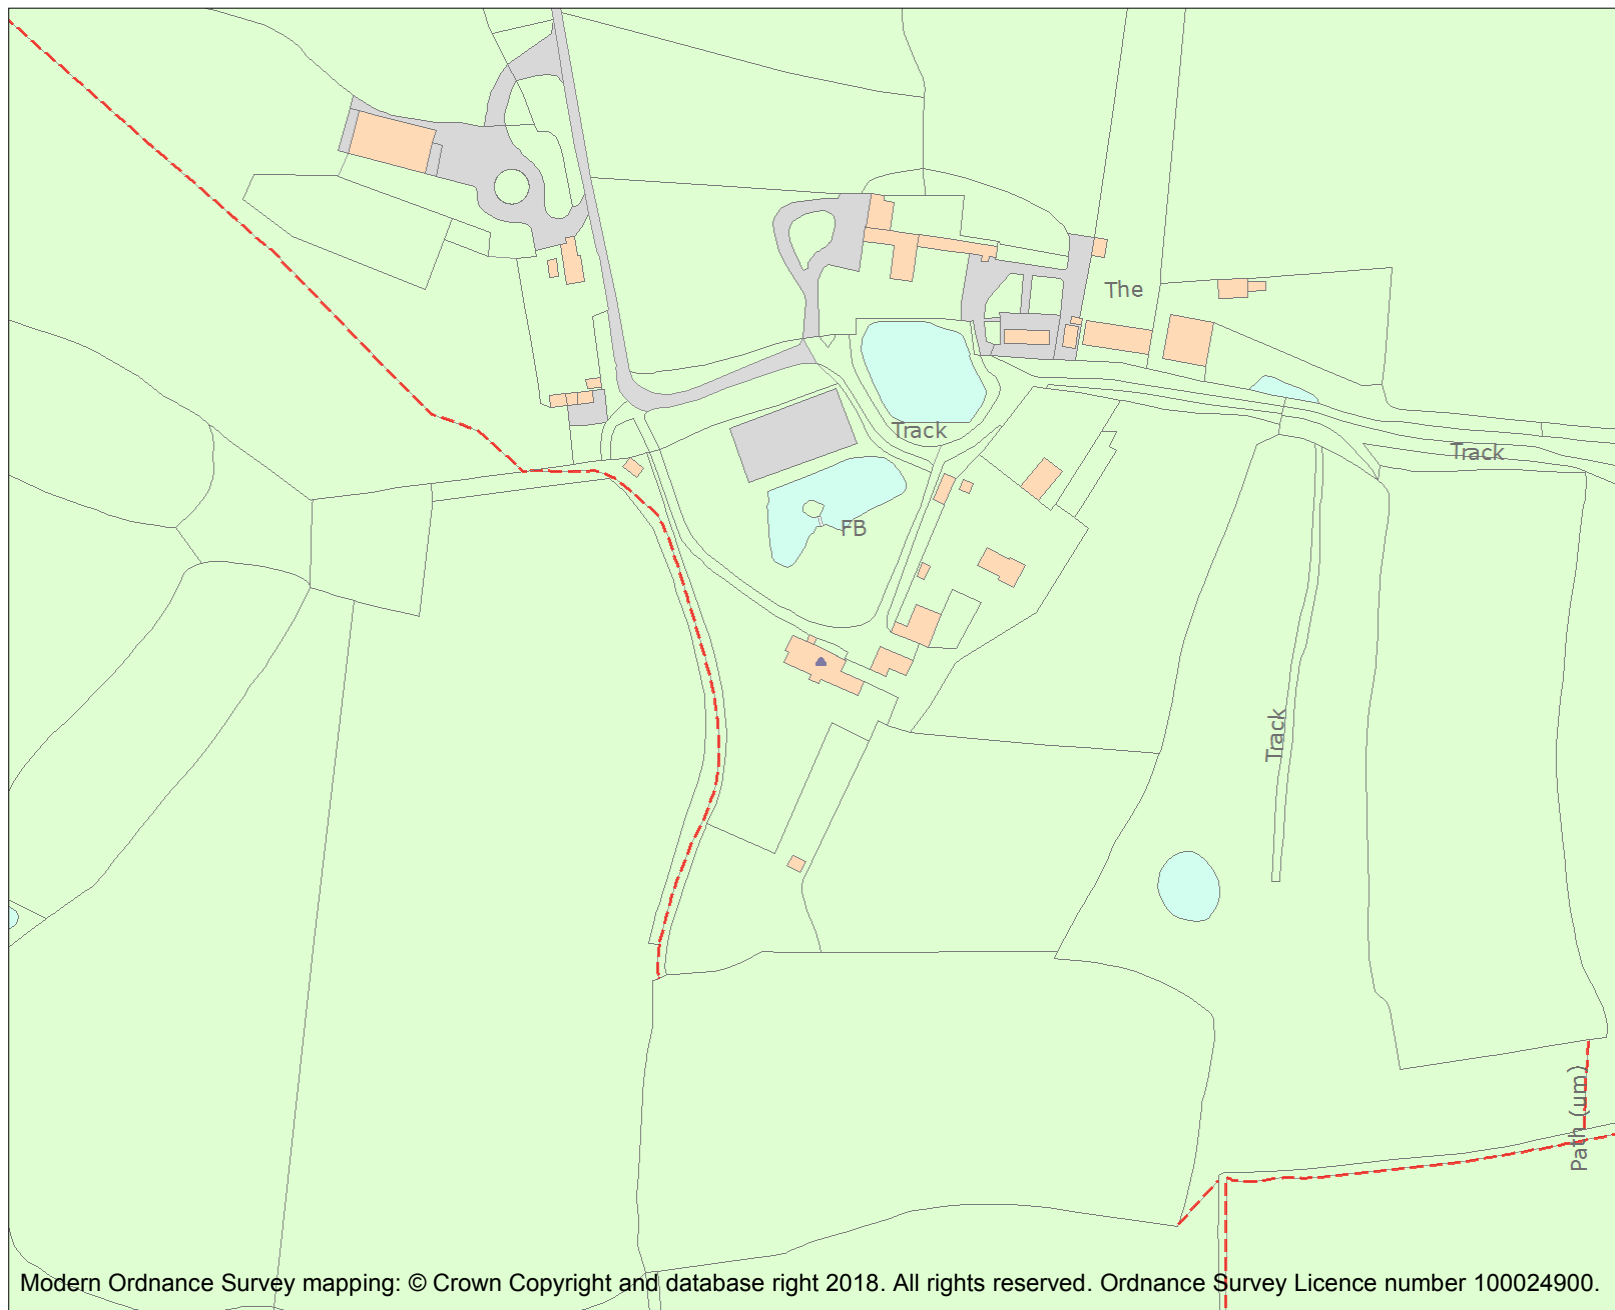 The
Track
Track
FB
Track
Path (um)
Modern Ordnance Survey mapping: © Crown Copyright and database right 2018. All rights reserved. Ordnance Survey Licence number 100024900.